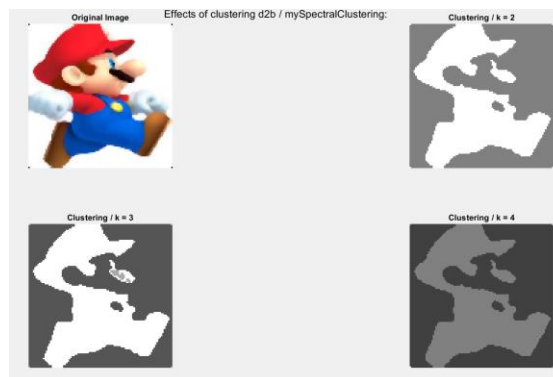 Effects of clustering d2b / mySpectralClustering:
Original Image
Clustering / k = 2
Clustering / k = 3
Clustering / k = 4